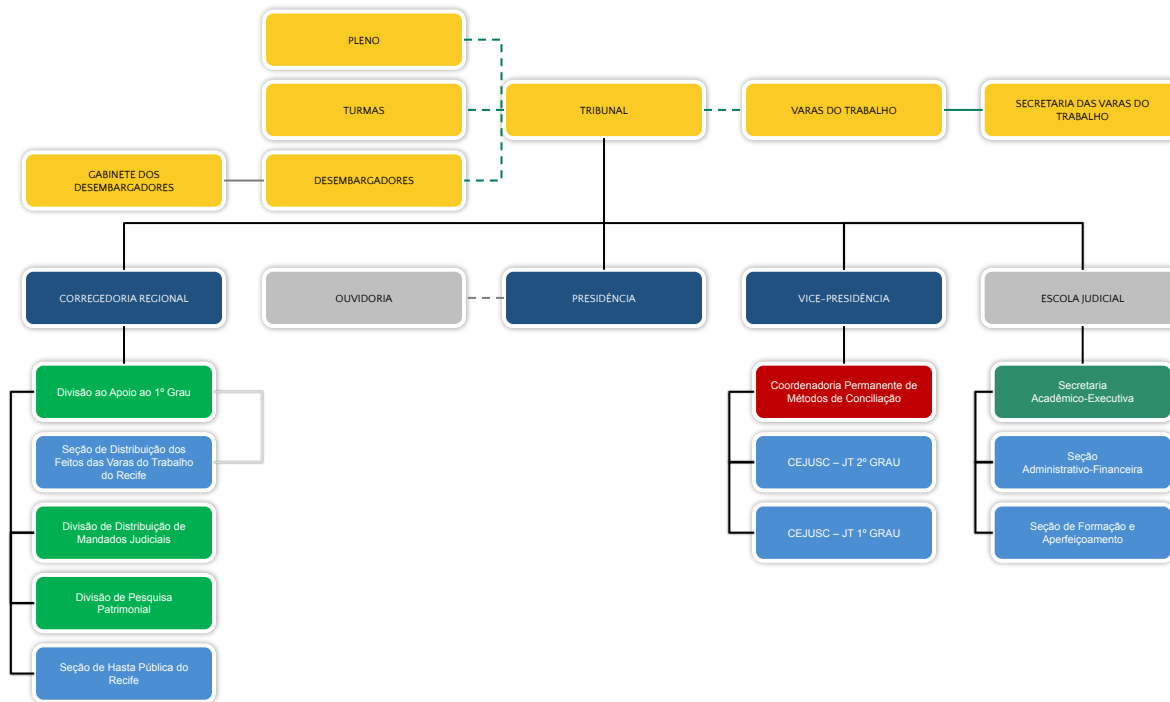 PLENO
TURMAS
TRIBUNAL
VARAS DO TRABALHO
SECRETARIA DAS VARAS DO
TRABALHO
GABINETE DOS
DESEMBARGADORES
DESEMBARGADORES
CORREGEDORIA REGIONAL
OUVIDORIA
PRESIDÊNCIA
VICE-PRESIDÊNCIA
ESCOLA JUDICIAL
Divisão ao Apoio ao 1º Grau
Seção de Distribuição dos
Feitos das Varas do Trabalho
do Recife
Divisão de Distribuição de
Mandados Judiciais
Divisão de Pesquisa
Patrimonial
Seção de Hasta Pública do
Recife
Coordenadoria Permanente de
Métodos de Conciliação
CEJUSC – JT 2º GRAU
CEJUSC – JT 1º GRAU
Secretaria
Acadêmico-Executiva
Seção
Administrativo-Financeira
Seção de Formação e
Aperfeiçoamento